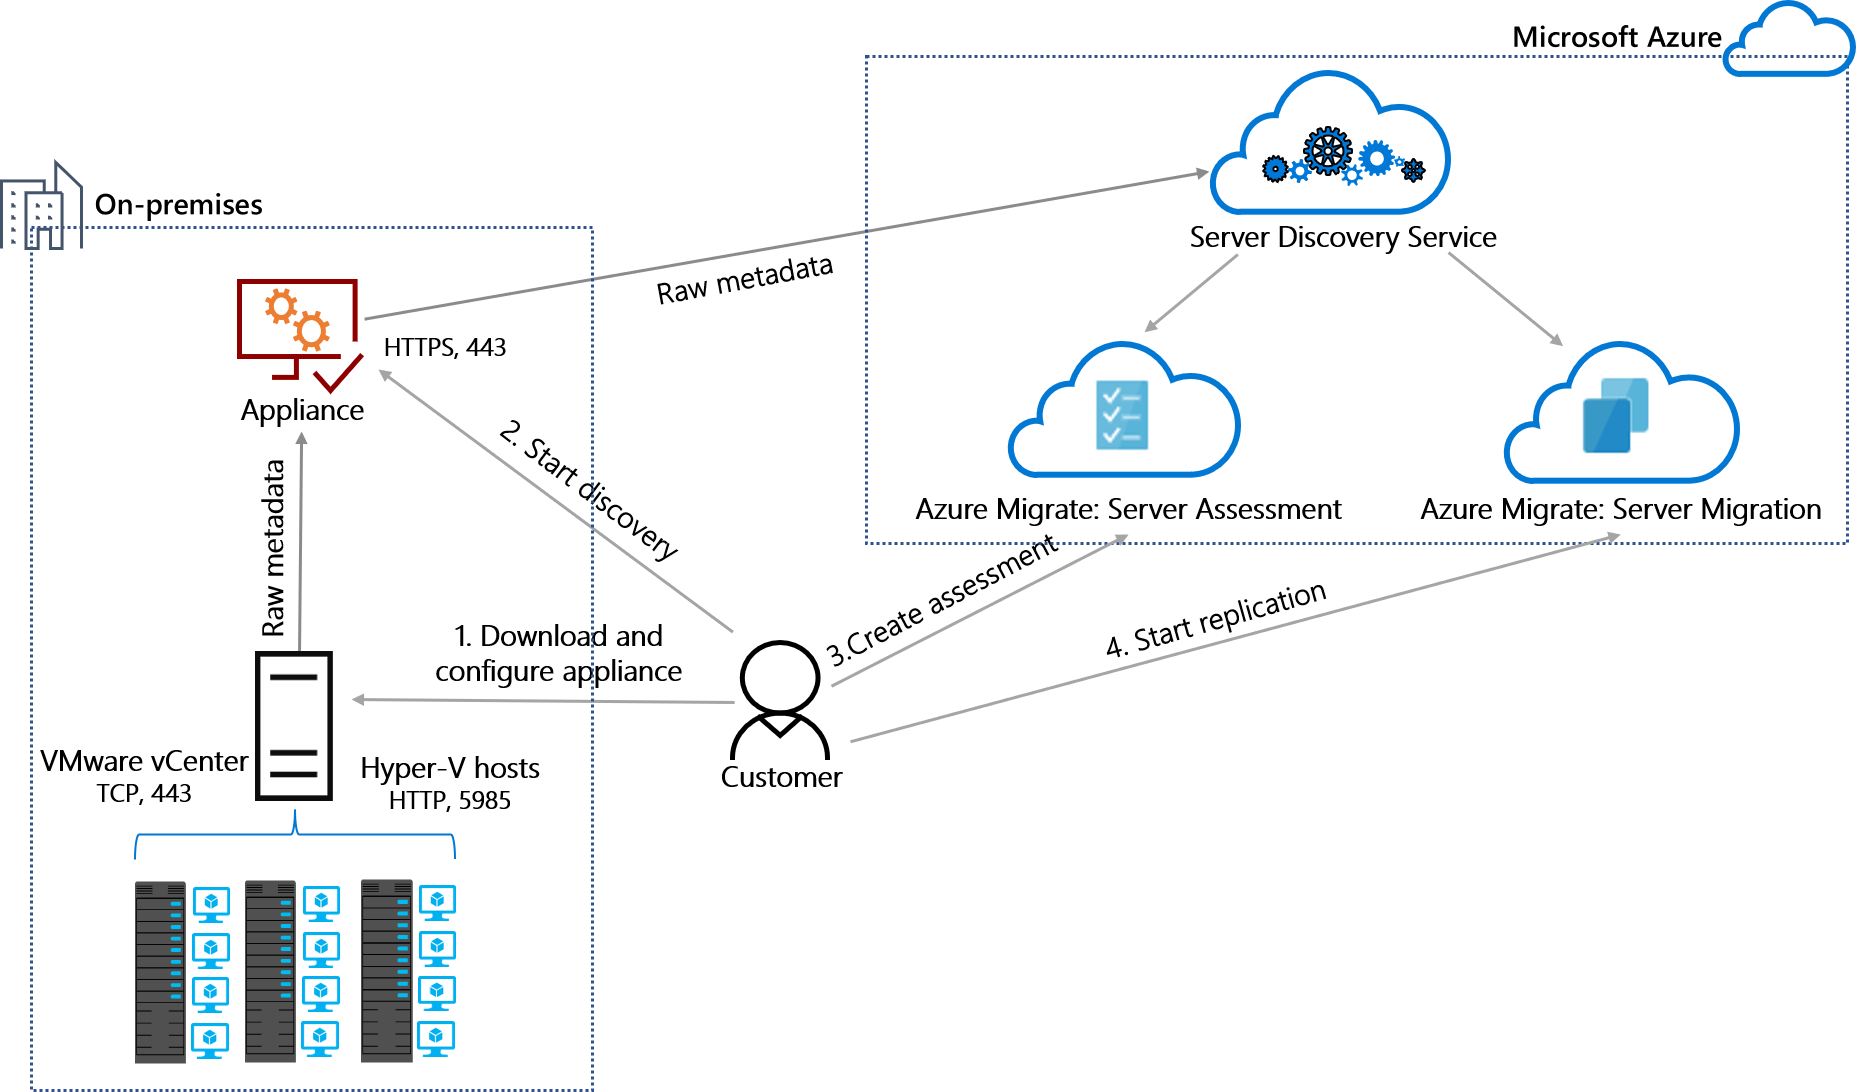 Microsoft Azure
Server Discovery Service
On-premises
Raw metadata
HTTPS, 443
Appliance
2. Start discovery
Raw metadata
Azure Migrate: Server Assessment
Azure Migrate: Server Migration
3.Create assessment
4. Start replication
1. Download and
configure appliance
VMware vCenter
TCP, 443
Hyper-V hosts
HTTP, 5985
Customer